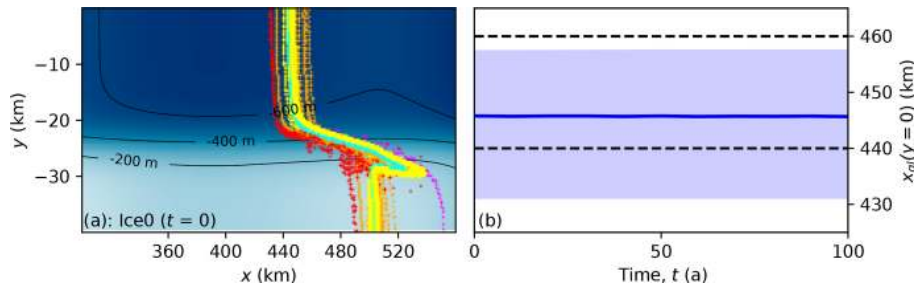 -600 m
-400 m
-200 m
(a): Ice0 (t = 0)
−10
−20
−30
y (km)
360 400 440 480 520
x (km)
(b)
0 50 100
Time, t (a)
460
450
440
430
x_gl(y = 0) (km)